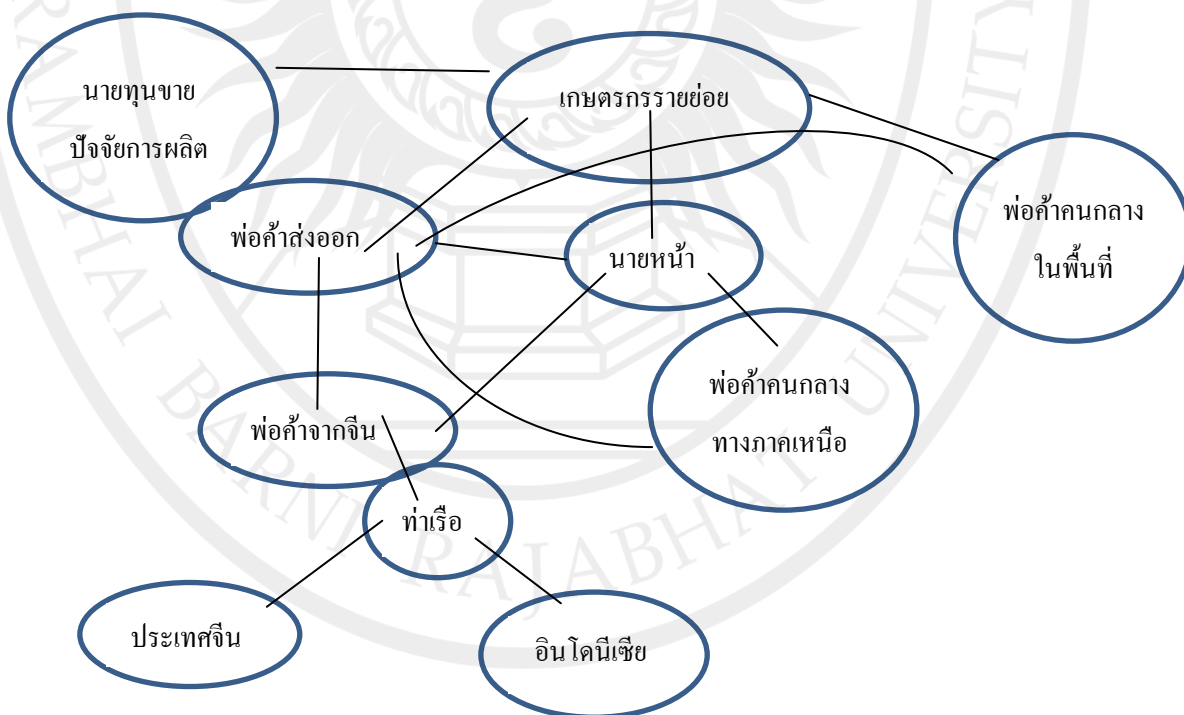 นายทุนขาย
ปัจจัยการผลิต
เกษตรกรรายย่อย
พ่อค้าคนกลาง
ในพื้นที่
พ่อค้าส่งออก
นายหน้า
พ่อค้าคนกลาง
ทางภาคเหนือ
พ่อค้าจากจีน
ท่าเรือ
ประเทศจีน
อินโดนีเซีย
RAMBHAI BARNI RAJABHAT UNIVERSITY